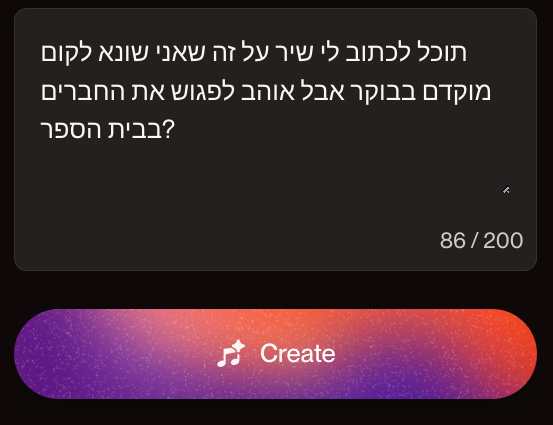 תוכל לכתוב לי שיר על זה שאני שונא לקום
מוקדם בבוקר אבל אוהב לפגוש את החברים
בבית הספר?
86 / 200
Create